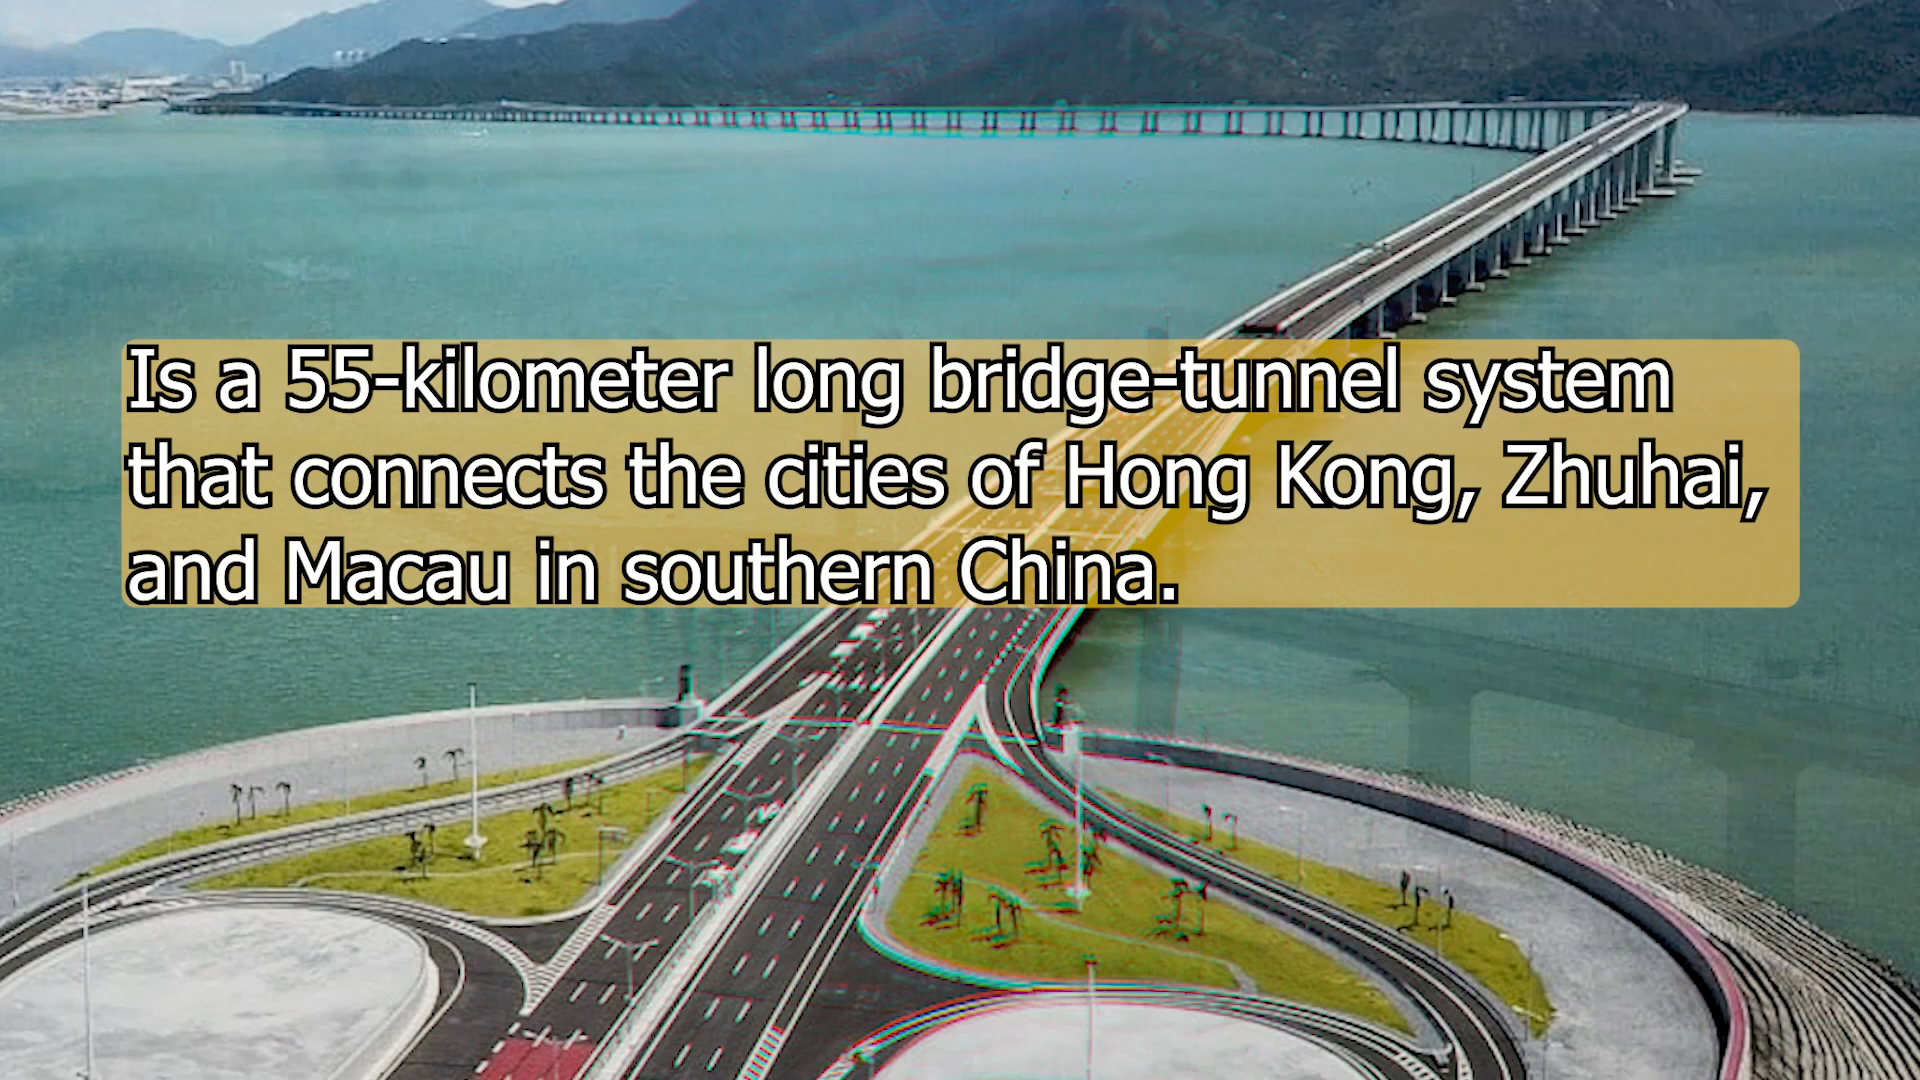 Is a 55-kilometer long bridge-tunnel system
that connects the cities of Hong Kong, Zhuhai,
and Macau in southern China.